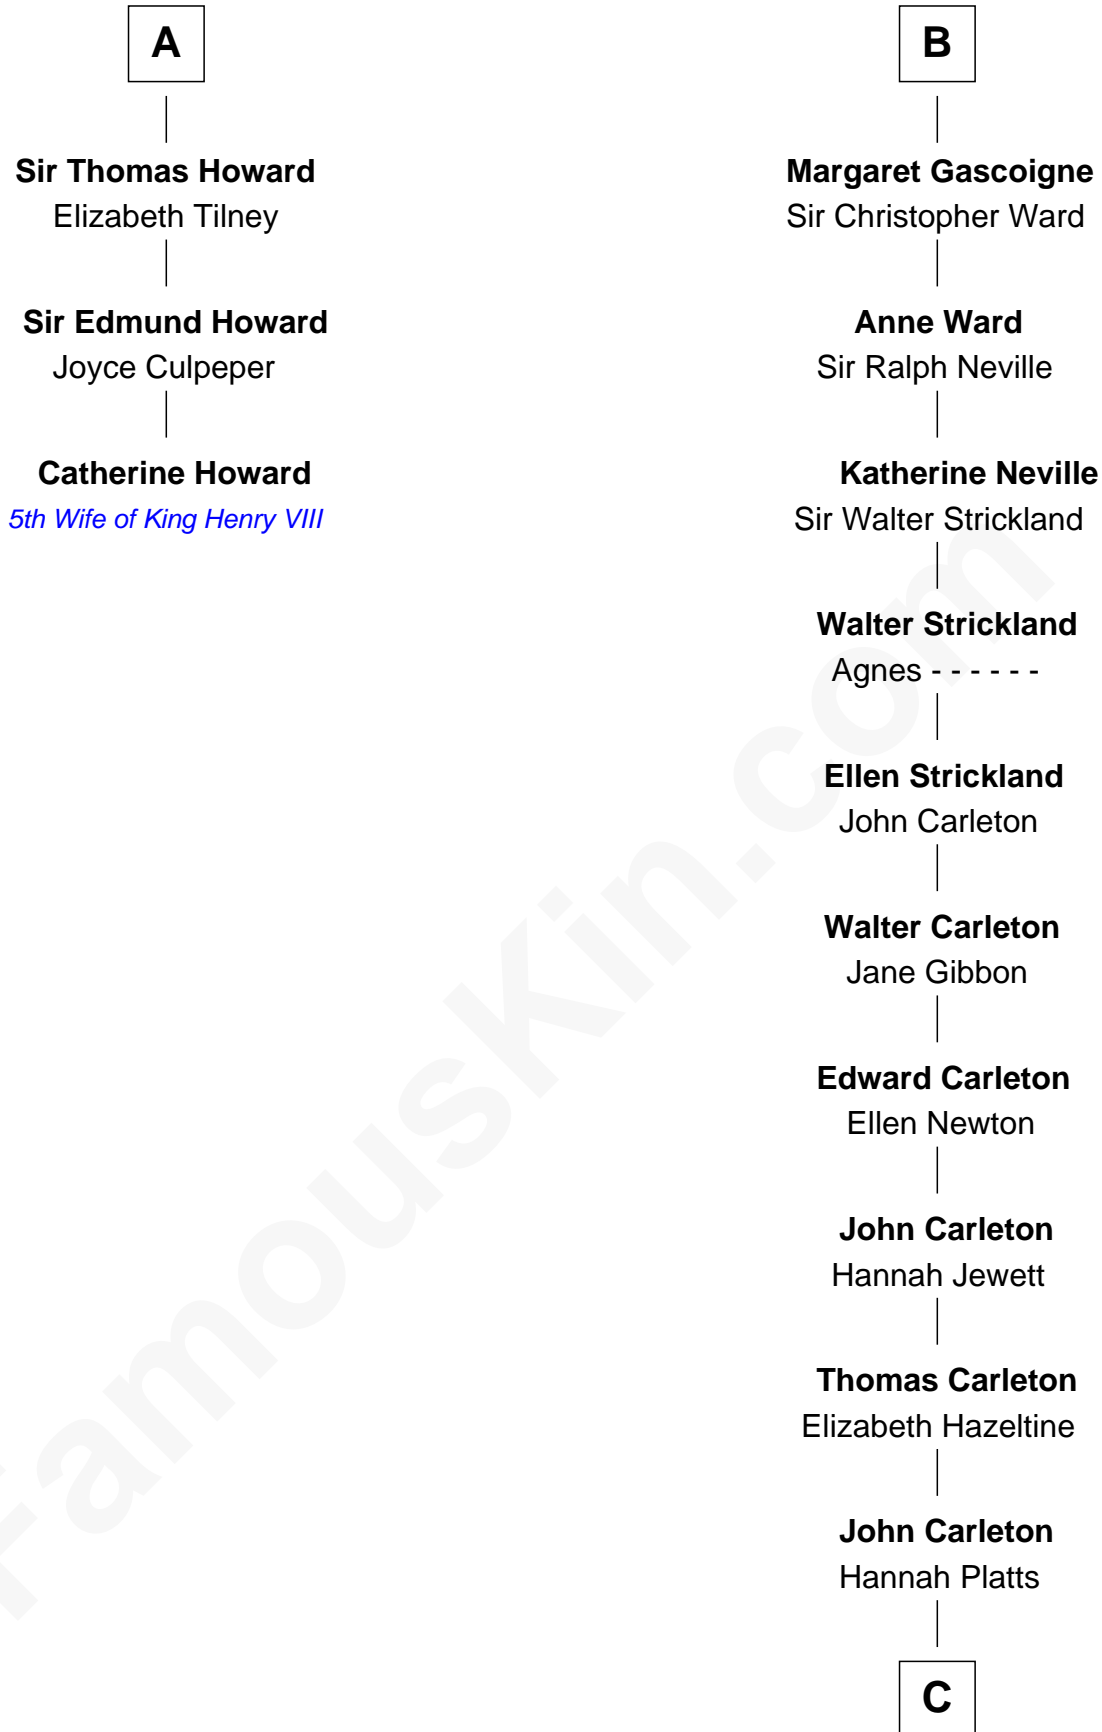 A
Sir Thomas Howard
Elizabeth Tilney
Sir Edmund Howard
Joyce Culpeper
Catherine Howard
5th Wife of King Henry VIII
B
Margaret Gascoigne
Sir Christopher Ward
Anne Ward
Sir Ralph Neville
Katherine Neville
Sir Walter Strickland
Walter Strickland
Agnes - - - - - -
Ellen Strickland
John Carleton
Walter Carleton
Jane Gibbon
Edward Carleton
Ellen Newton
John Carleton
Hannah Jewett
Thomas Carleton
Elizabeth Hazeltine
John Carleton
Hannah Platts
C
FamousKin.com